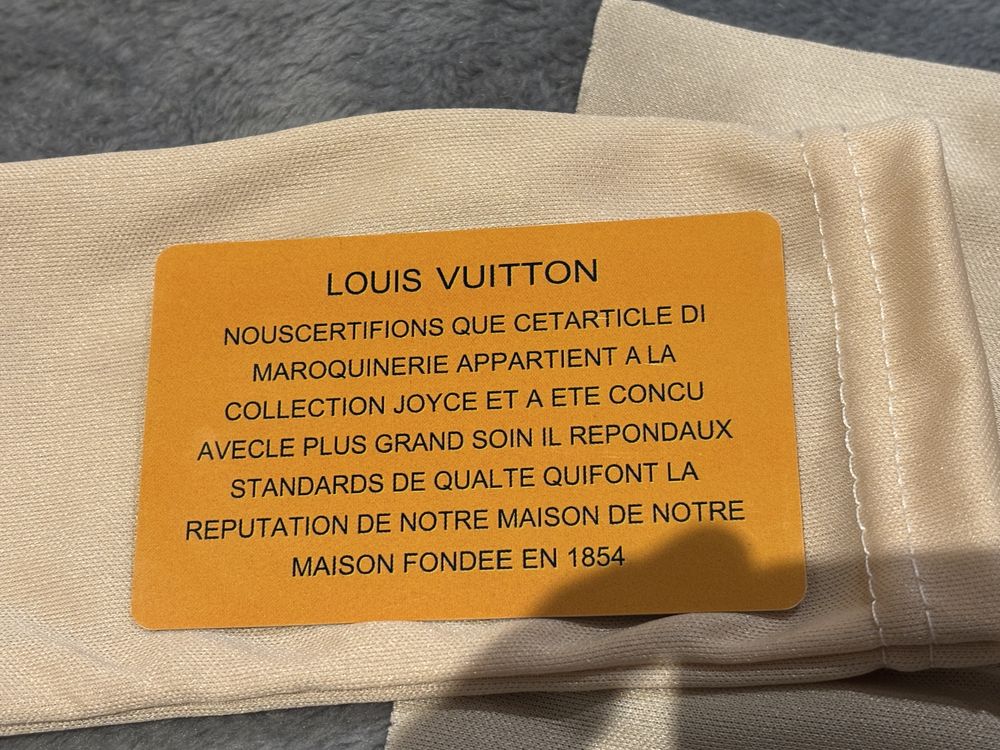 LOUIS VUITTON
NOUSCERTIFIONS QUE CETARTICLE DI
MAROQUINERIE APPARTIENT A LA
COLLECTION JOYCE ET A ETE CONCU
AVECLE PLUS GRAND SOIN IL REPONDAUX
STANDARDS DE QUALTE QUIFONT LA
REPUTATION DE NOTRE MAISON DE NOTRE
MAISON FONDEE EN 1854